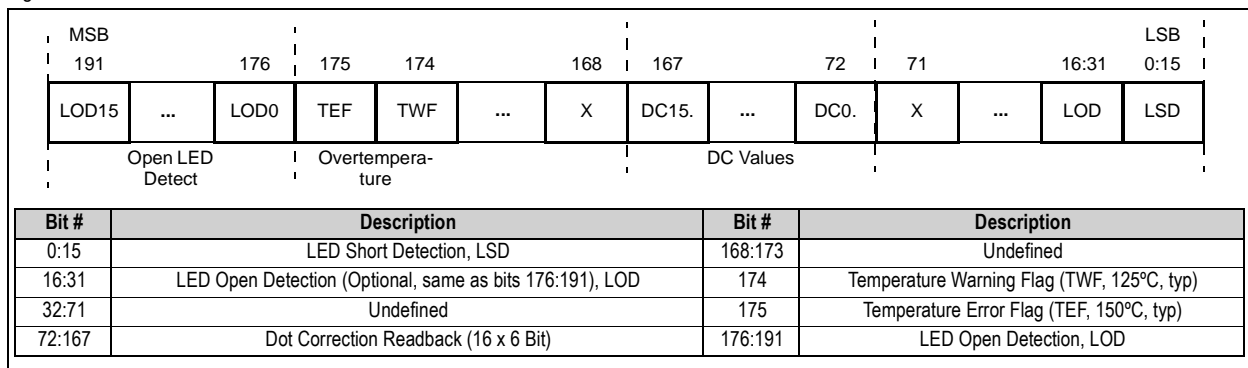 MSB LSB
191 176 175 174 168 167 72 71 16:31 0:15
LOD15 ... LOD0 TEF TWF ... X DC15. ... DC0. X ... LOD LSD
Open LED Detect
Overtempera-
ture
DC Values
Bit # Description Bit # Description
0:15 LED Short Detection, LSD 168:173 Undefined
16:31 LED Open Detection (Optional, same as bits 176:191), LOD 174 Temperature Warning Flag (TWF, 125ºC, typ)
32:71 Undefined 175 Temperature Error Flag (TEF, 150ºC, typ)
72:167 Dot Correction Readback (16 x 6 Bit) 176:191 LED Open Detection, LOD